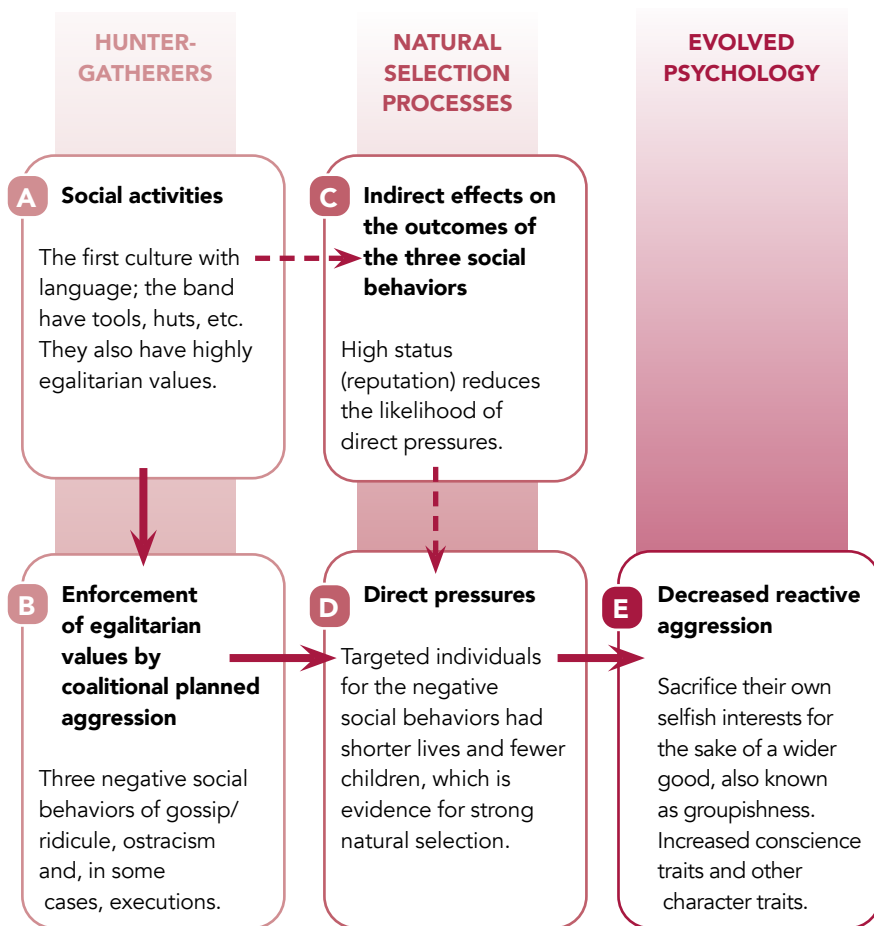 HUNTER-
GATHERERS
NATURAL
SELECTION
PROCESSES
EVOLVED
PSYCHOLOGY
A
Social activities
The first culture with
language; the band
have tools, huts, etc.
They also have highly
egalitarian values.
B
Enforcement
of egalitarian
values by
coalitional planned
aggression
Three negative social
behaviors of gossip/
ridicule, ostracism
and, in some
cases, executions.
C
Indirect effects on
the outcomes of
the three social
behaviors
High status
(reputation) reduces
the likelihood of
direct pressures.
D
Direct pressures
Targeted individuals
for the negative
social behaviors had
shorter lives and fewer
children, which is
evidence for strong
natural selection.
E
Decreased reactive
aggression
Sacrifice their own
selfish interests for
the sake of a wider
good, also known
as groupishness.
Increased conscience
traits and other
character traits.